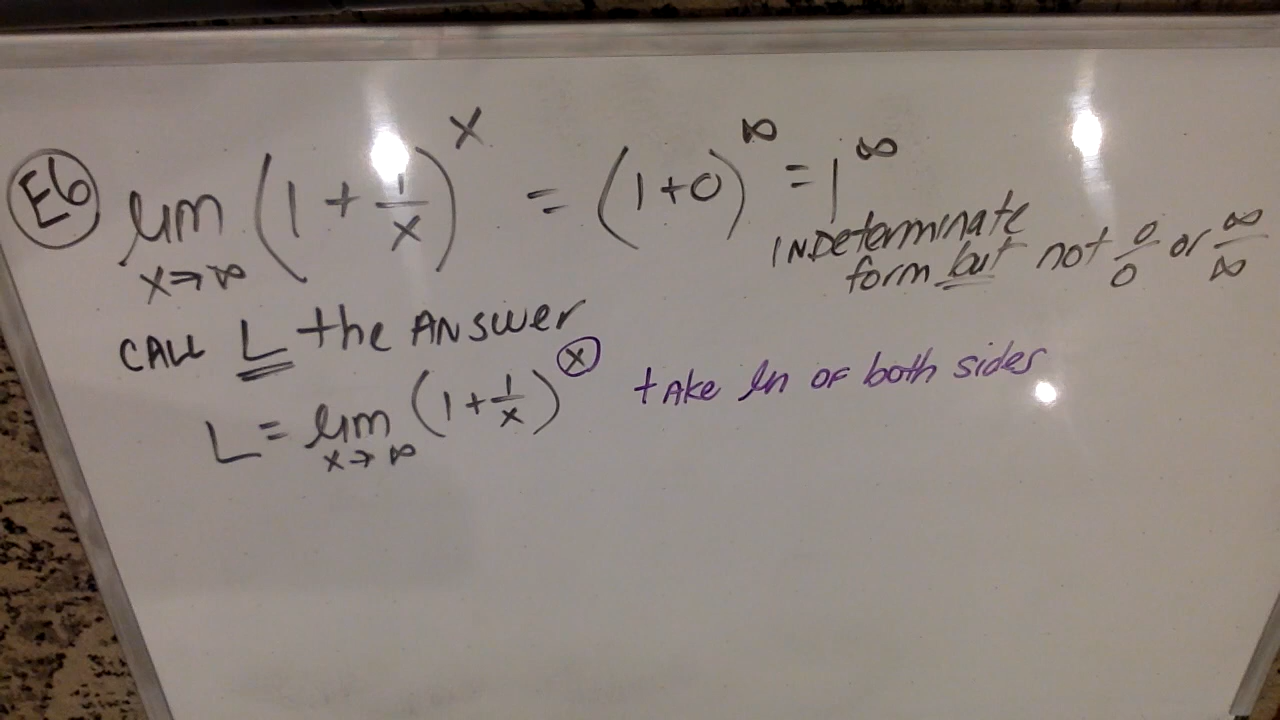 E6 lim x→∞ (1 + 1/x)^x = (1+0)^∞ = 1^∞
INDeterminate
form but not 0/0 or ∞/∞
CALL L the ANSwer
L = lim x→∞ (1 + 1/x)^x tAke ln OF both sides